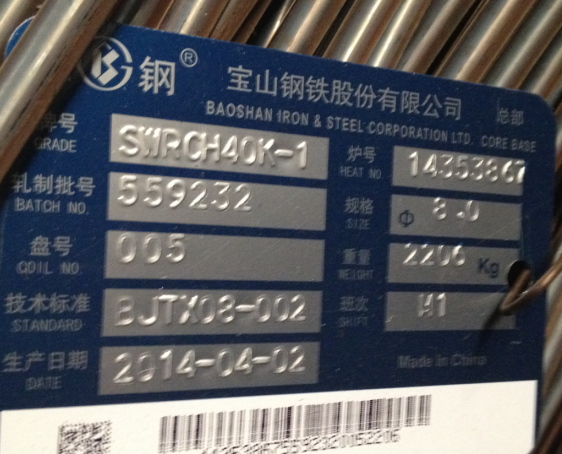 钢® 宝山钢铁股份有限公司 总部
BAOSHAN IRON & STEEL CORPORATION LTD. CORE BASE
牌号 SWRCH40K-1 炉号 14353867
GRADE HEAT NO
轧制批号 559232 规格 Φ 8.0
BATCH NO. SIZE
盘号 005 重量 2206 Kg
COIL NO WEIGHT
技术标准 BJTX08-002 班次 M1
STANDARD SHIFT
生产日期 2014-04-02 Made in China
DATE